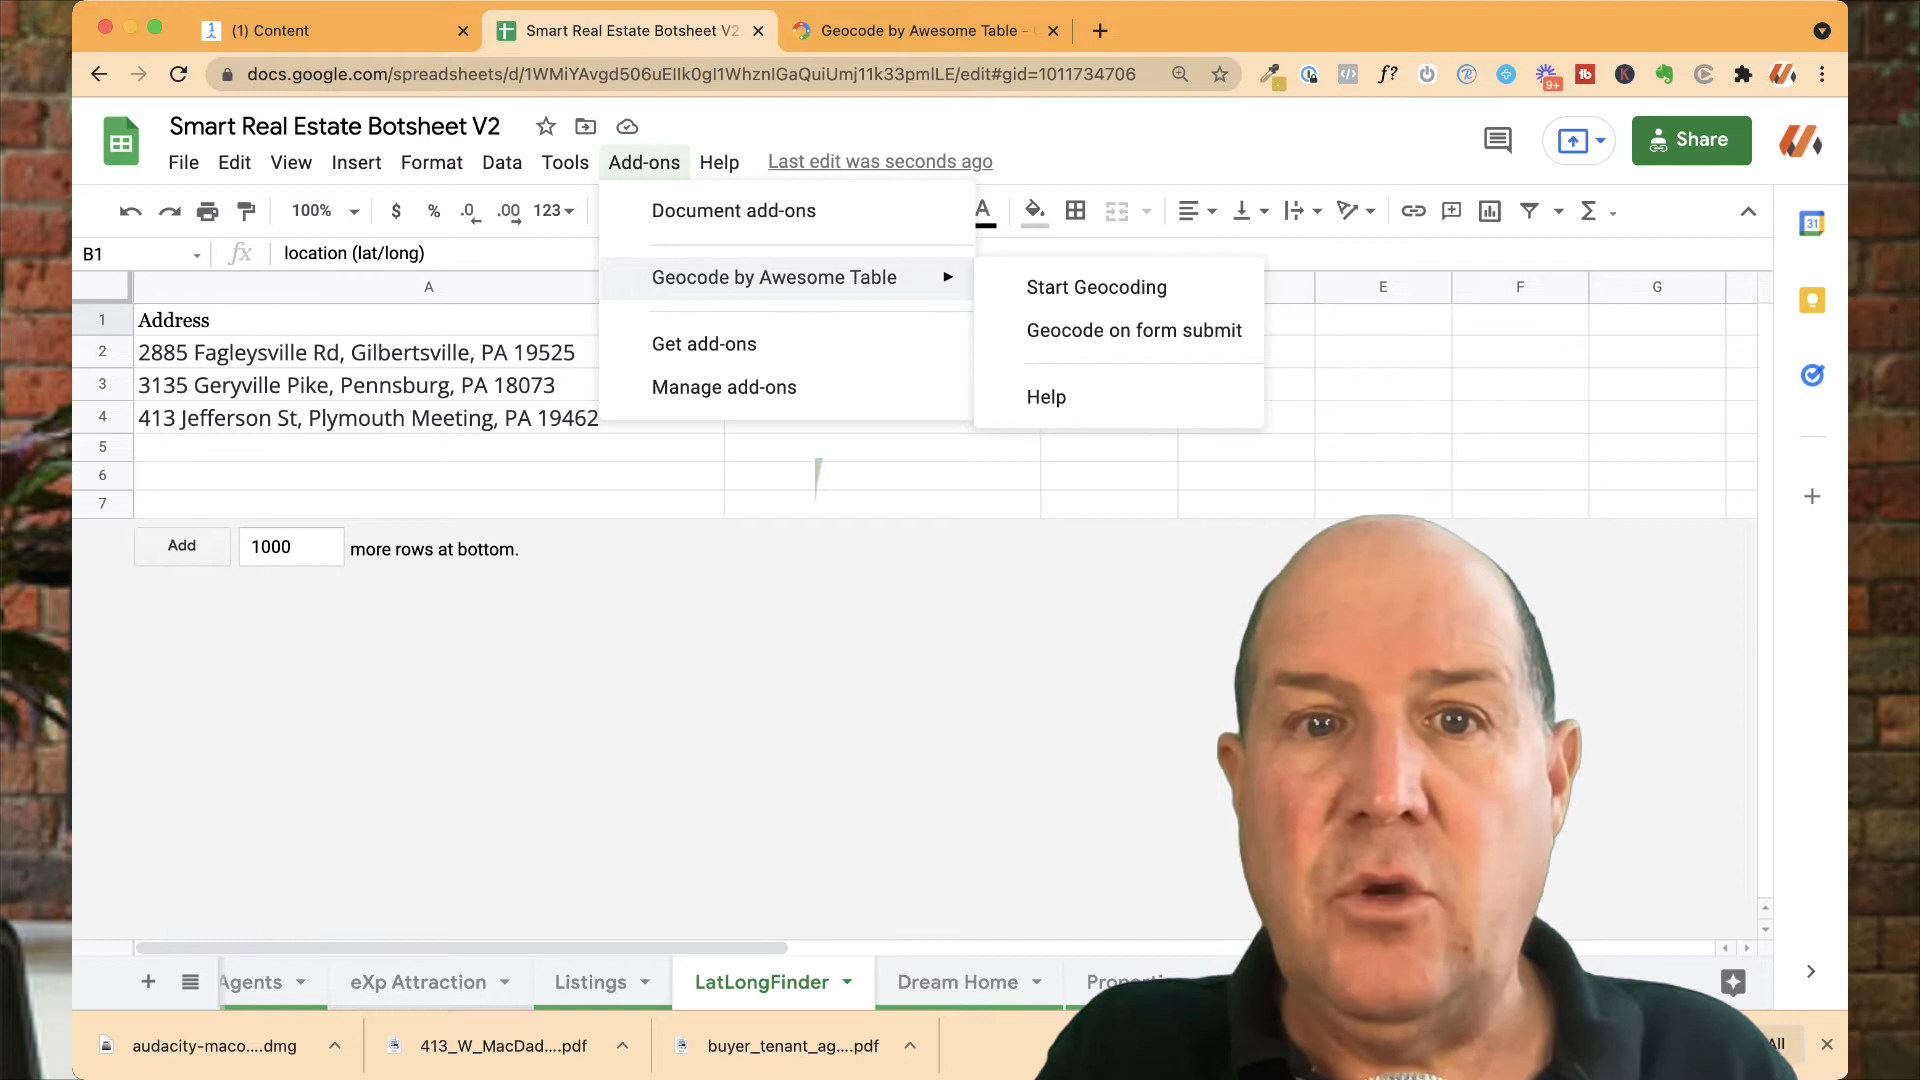 (1) Content
Smart Real Estate Botsheet V2
Geocode by Awesome Table -
docs.google.com/spreadsheets/d/1WMiYAvgd506uEIlk0gl1WhznIGaQuiUmj11k33pmlLE/edit#gid=1011734706
f?
9+
Smart Real Estate Botsheet V2
File Edit View Insert Format Data Tools Add-ons Help Last edit was seconds ago
Share
100% $ % .0 .00 123
A
Σ
31
B1 fx location (lat/long)
Document add-ons
Geocode by Awesome Table
Get add-ons
Manage add-ons
Start Geocoding
Geocode on form submit
Help
A E F G
1 Address
2 2885 Fagleysville Rd, Gilbertsville, PA 19525
3 3135 Geryville Pike, Pennsburg, PA 18073
4 413 Jefferson St, Plymouth Meeting, PA 19462
5
6
7
Add 1000 more rows at bottom.
Agents eXp Attraction Listings LatLongFinder Dream Home
audacity-maco....dmg 413_W_MacDad....pdf buyer_tenant_ag....pdf